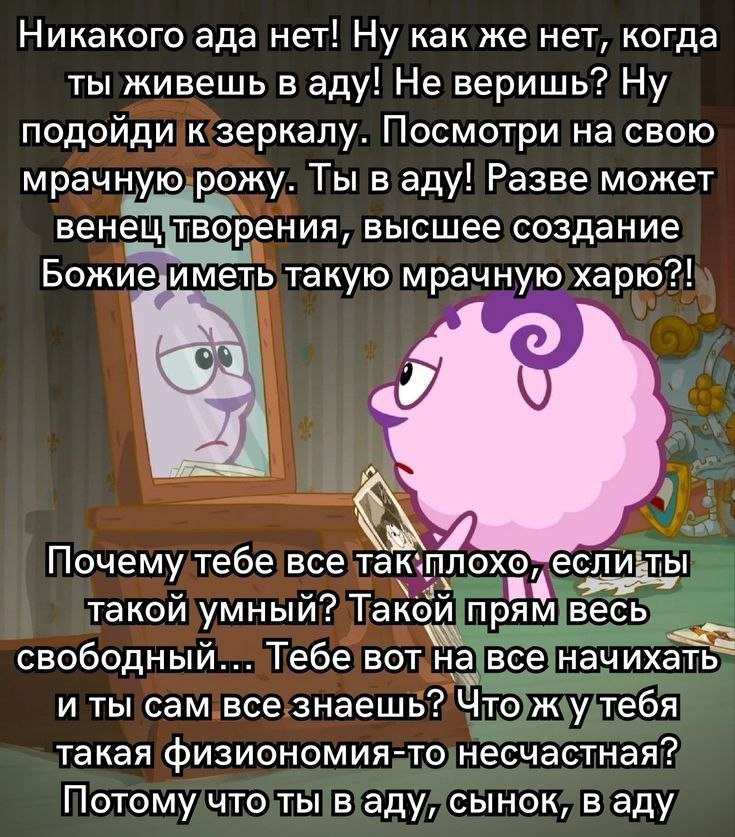 Никакого ада нет! Ну как же нет, когда
ты живешь в аду! Не веришь? Ну
подойди к зеркалу. Посмотри на свою
мрачную рожу. Ты в аду! Разве может
венец творения, высшее создание
Божие иметь такую мрачную харю?!
Почему тебе все так плохо, если ты
такой умный? Такой прям весь
свободный... Тебе вот на все начихать
и ты сам все знаешь? Что ж у тебя
такая физиономия-то несчастная?
Потому что ты в аду, сынок, в аду